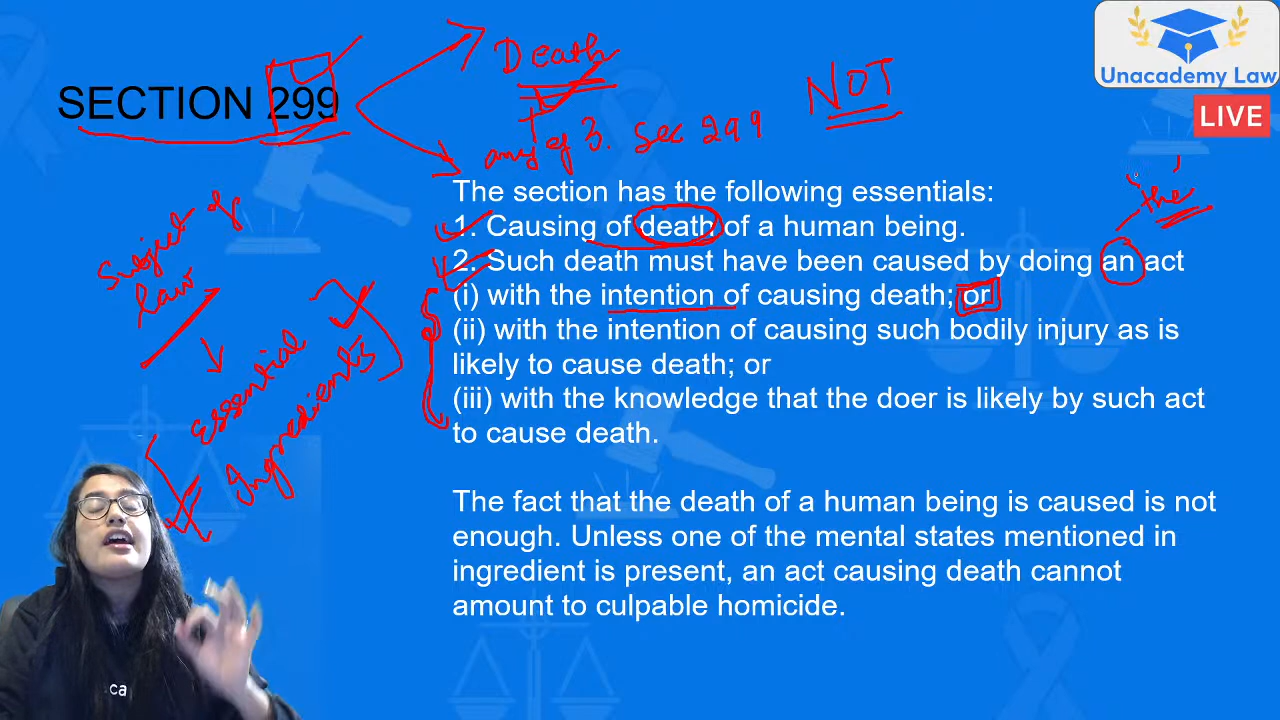 SECTION 299
Death
NOT
any of 3. Sec 299
Unacademy Law
LIVE
The section has the following essentials:
1. Causing of death of a human being.
2. Such death must have been caused by doing an act
"the"
(i) with the intention of causing death; or
(ii) with the intention of causing such bodily injury as is
likely to cause death; or
(iii) with the knowledge that the doer is likely by such act
to cause death.
The fact that the death of a human being is caused is not
enough. Unless one of the mental states mentioned in
ingredient is present, an act causing death cannot
amount to culpable homicide.
Subject of
law
Essential
Ingredients
ca